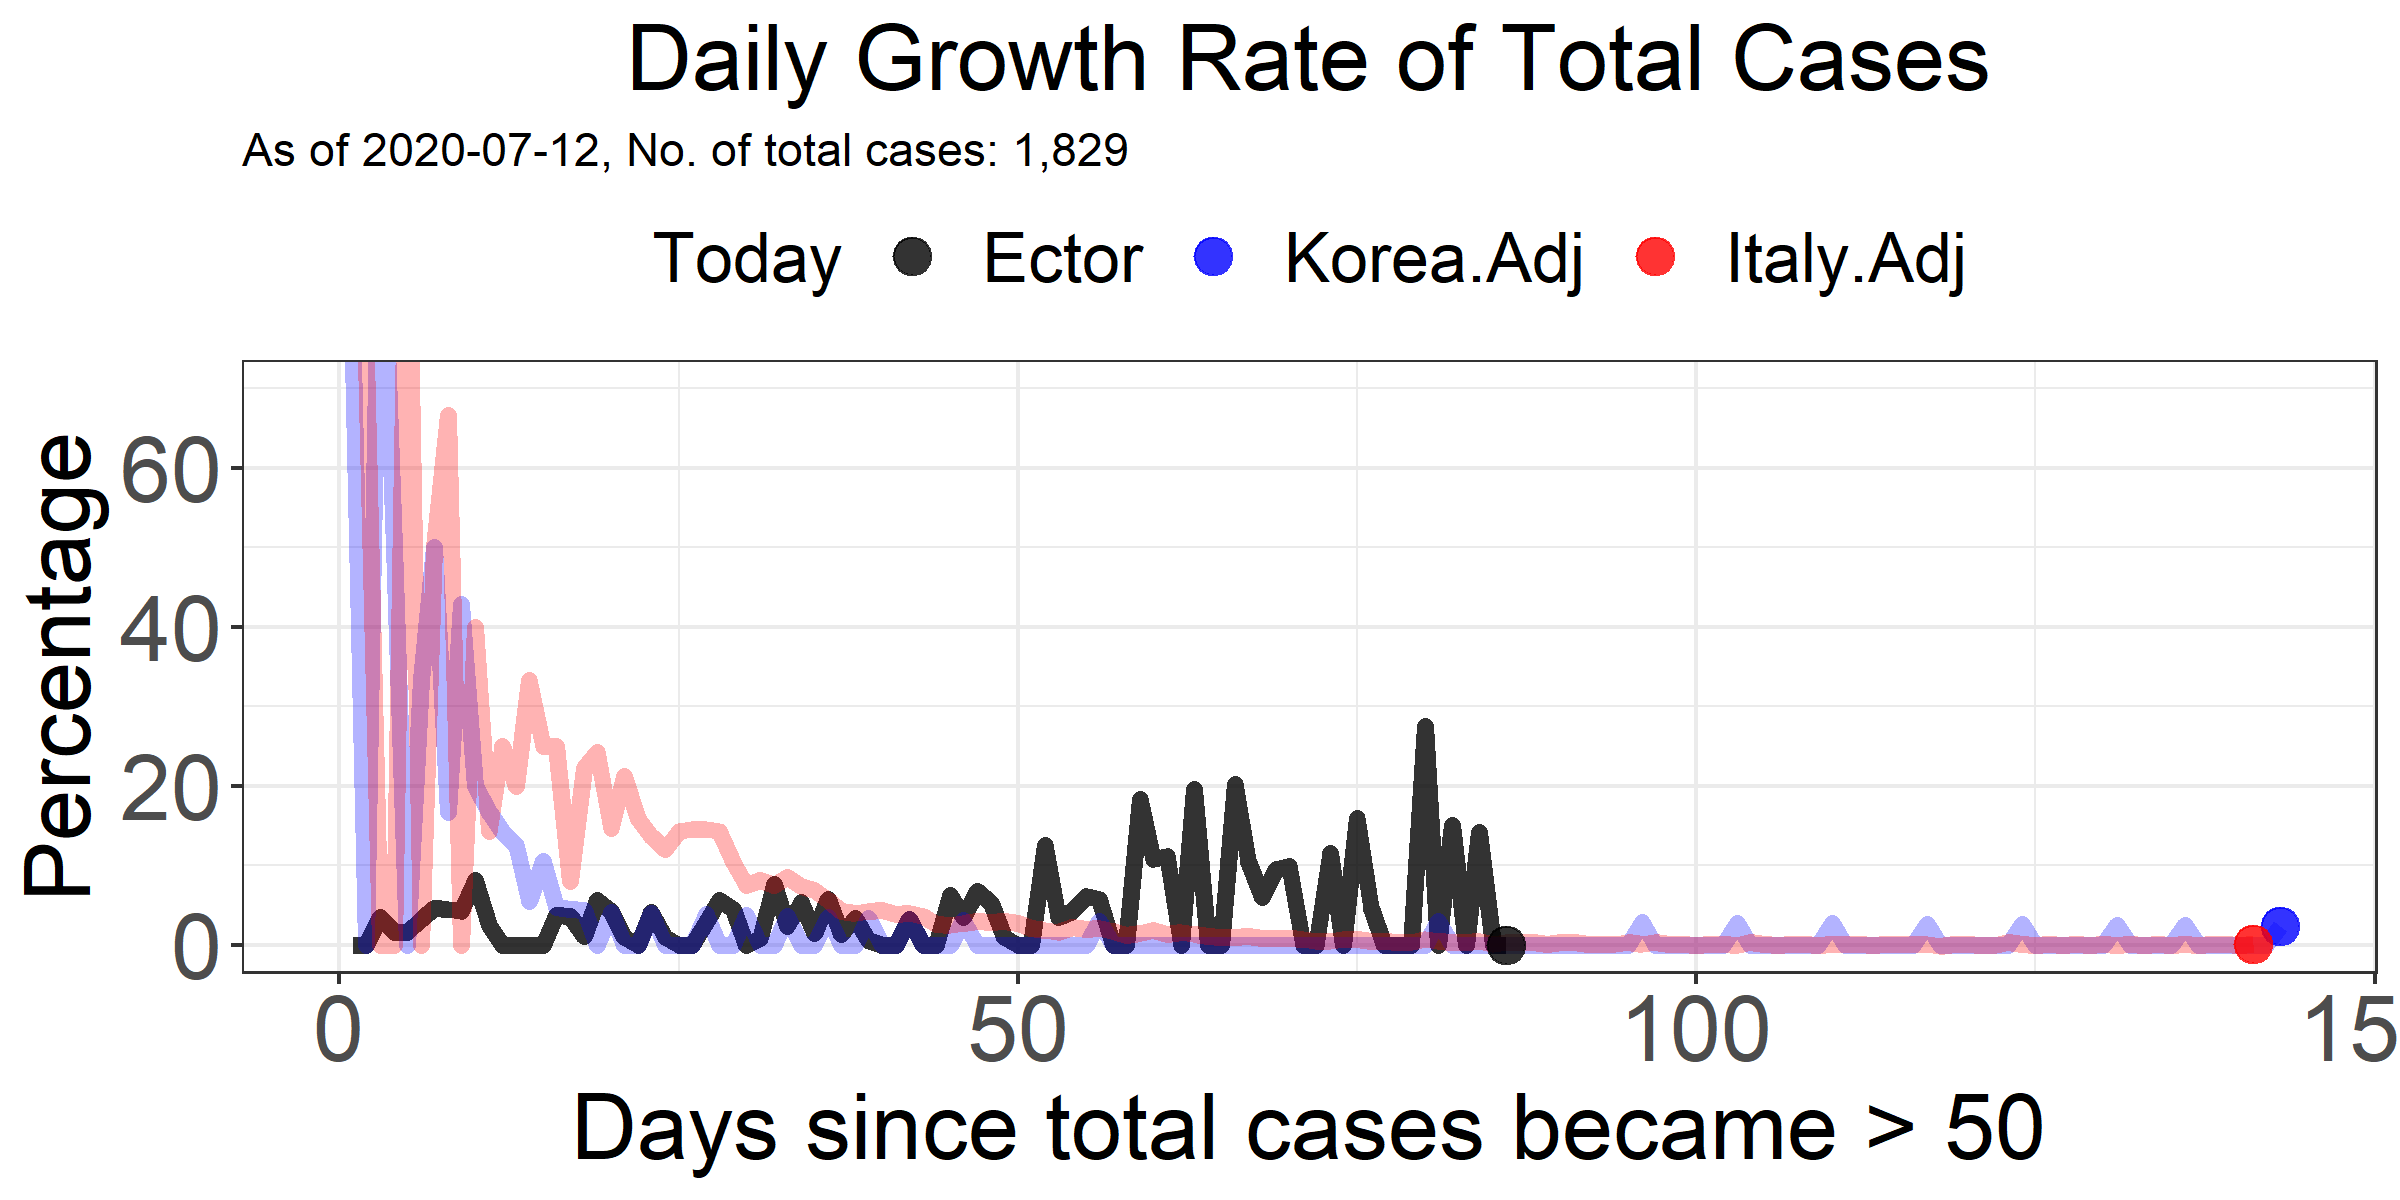 Daily Growth Rate of Total Cases
As of 2020-07-12, No. of total cases: 1,829
Today Ector Korea.Adj Italy.Adj
Percentage
60
40
20
0
0 50 100 15
Days since total cases became > 50